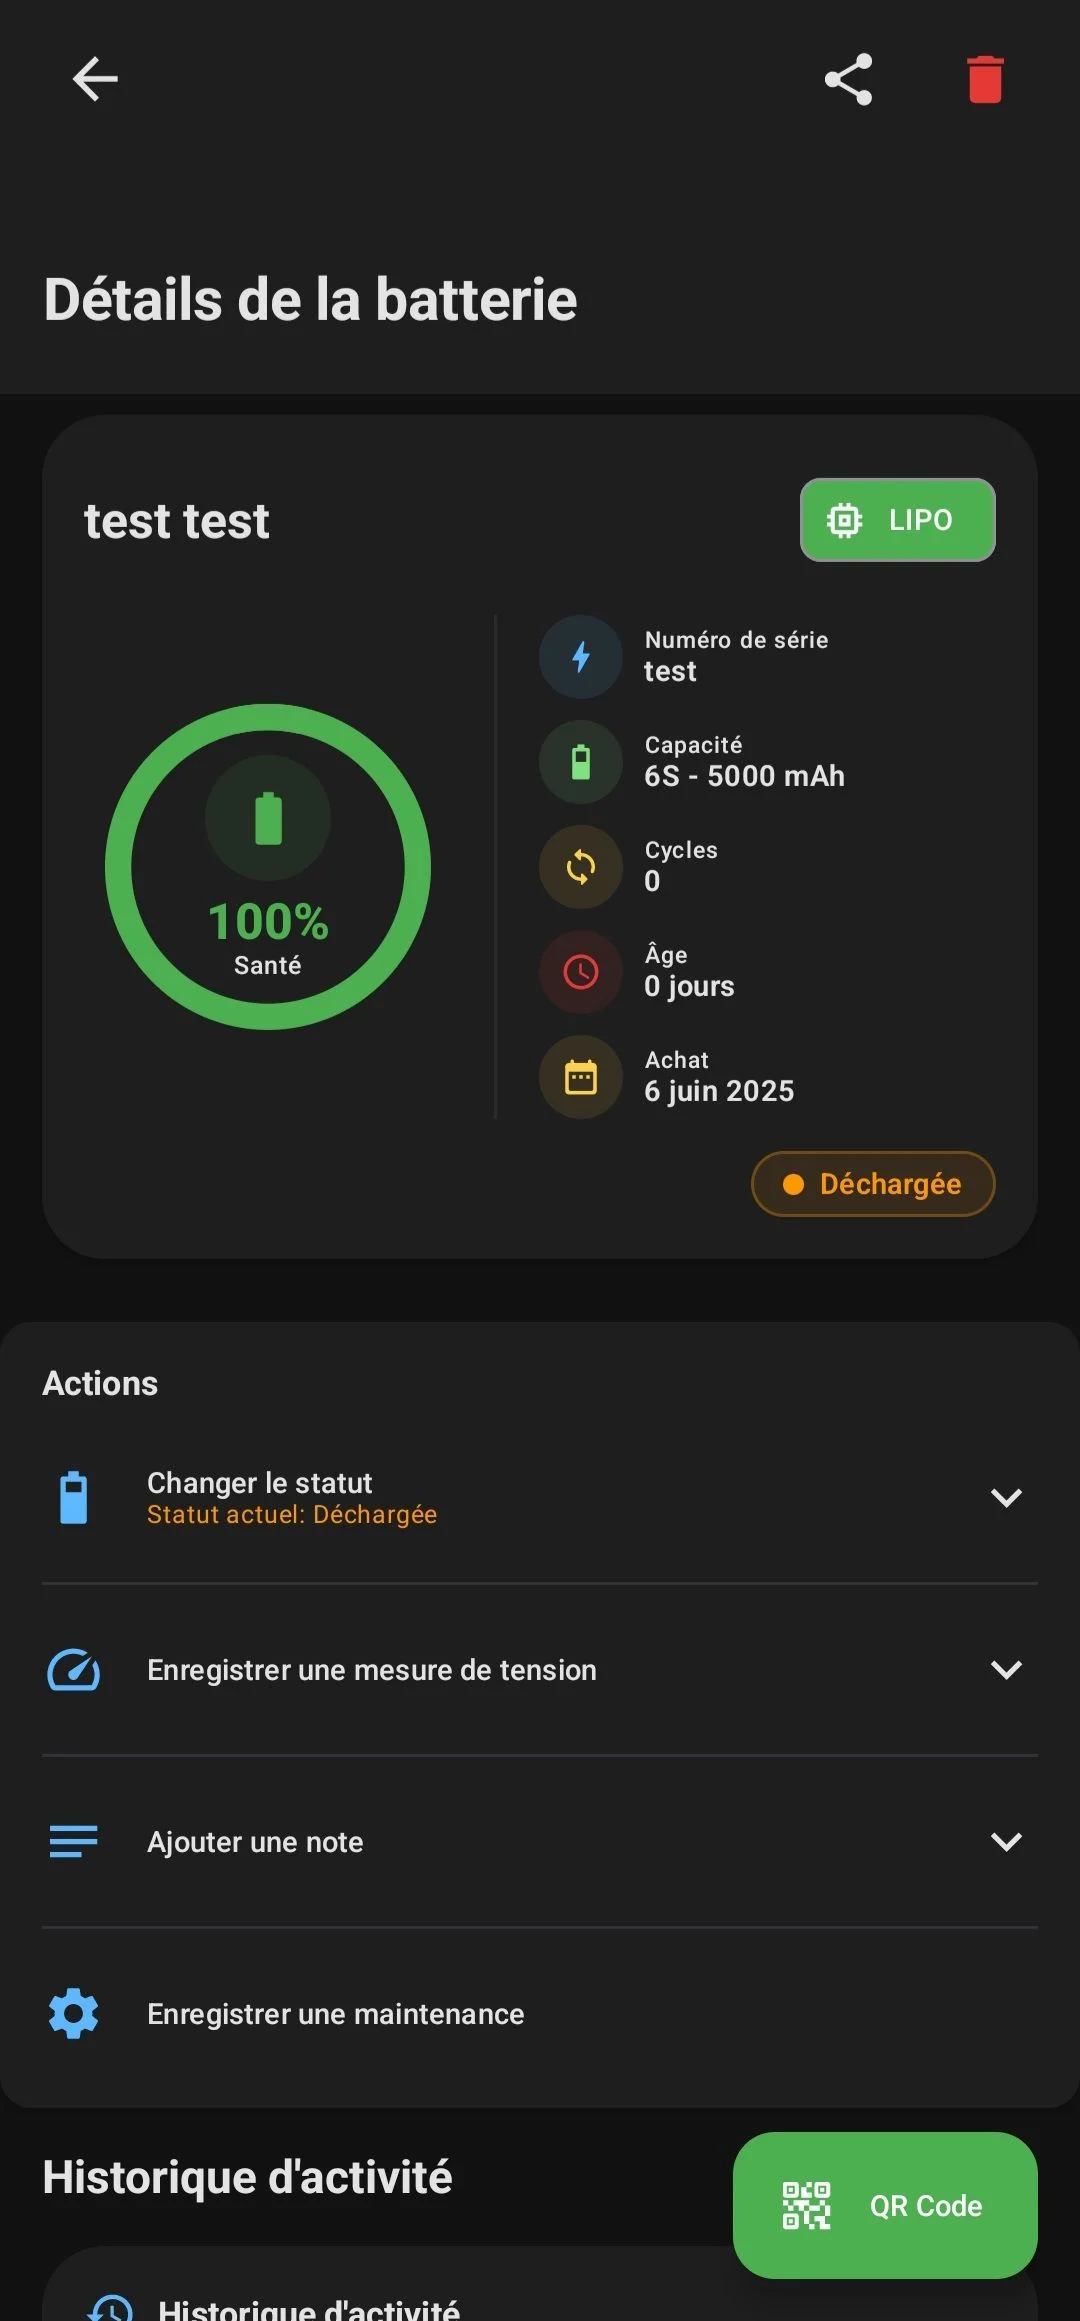 Détails de la batterie
test test
LIPO
Numéro de série
test
Capacité
6S - 5000 mAh
Cycles
0
Âge
0 jours
Achat
6 juin 2025
100%
Santé
Déchargée
Actions
Changer le statut
Statut actuel: Déchargée
Enregistrer une mesure de tension
Ajouter une note
Enregistrer une maintenance
Historique d'activité
QR Code
Historique d'activité